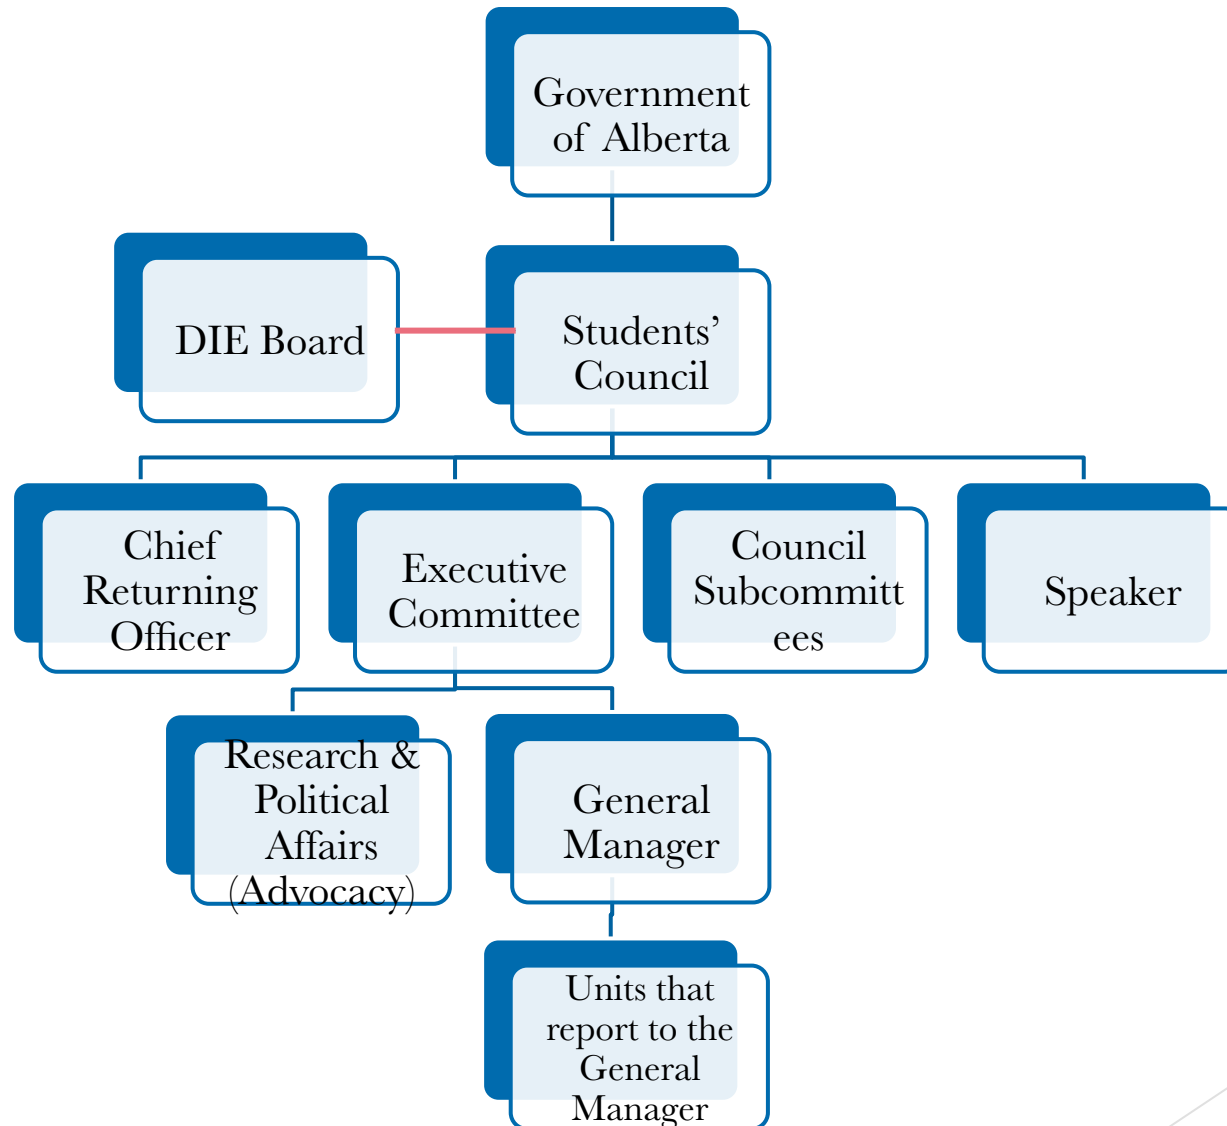 Government
of Alberta
DIE Board
Students’
Council
Chief
Returning
Officer
Executive
Committee
Council
Subcommitt
ees
Speaker
Research &
Political
Affairs
(Advocacy)
General
Manager
Units that
report to the
General
Manager